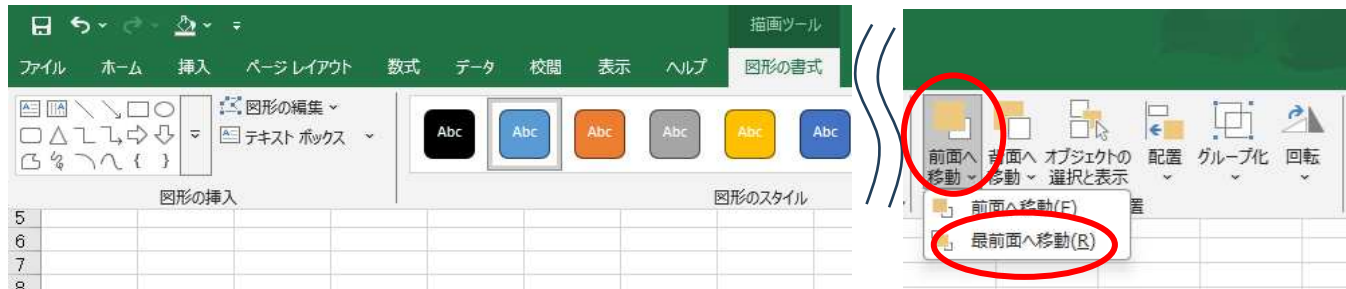 描画ツール
ファイル ホーム 挿入 ページ レイアウト 数式 データ 校閲 表示 ヘルプ 図形の書式
図形の編集
テキスト ボックス
Abc Abc Abc Abc Abc Abc
図形の挿入
図形のスタイル
5
6
7
8
前面へ移動
背面へ移動
オブジェクトの選択と表示
配置
グループ化
回転
前面へ移動(F)
置
最前面へ移動(R)